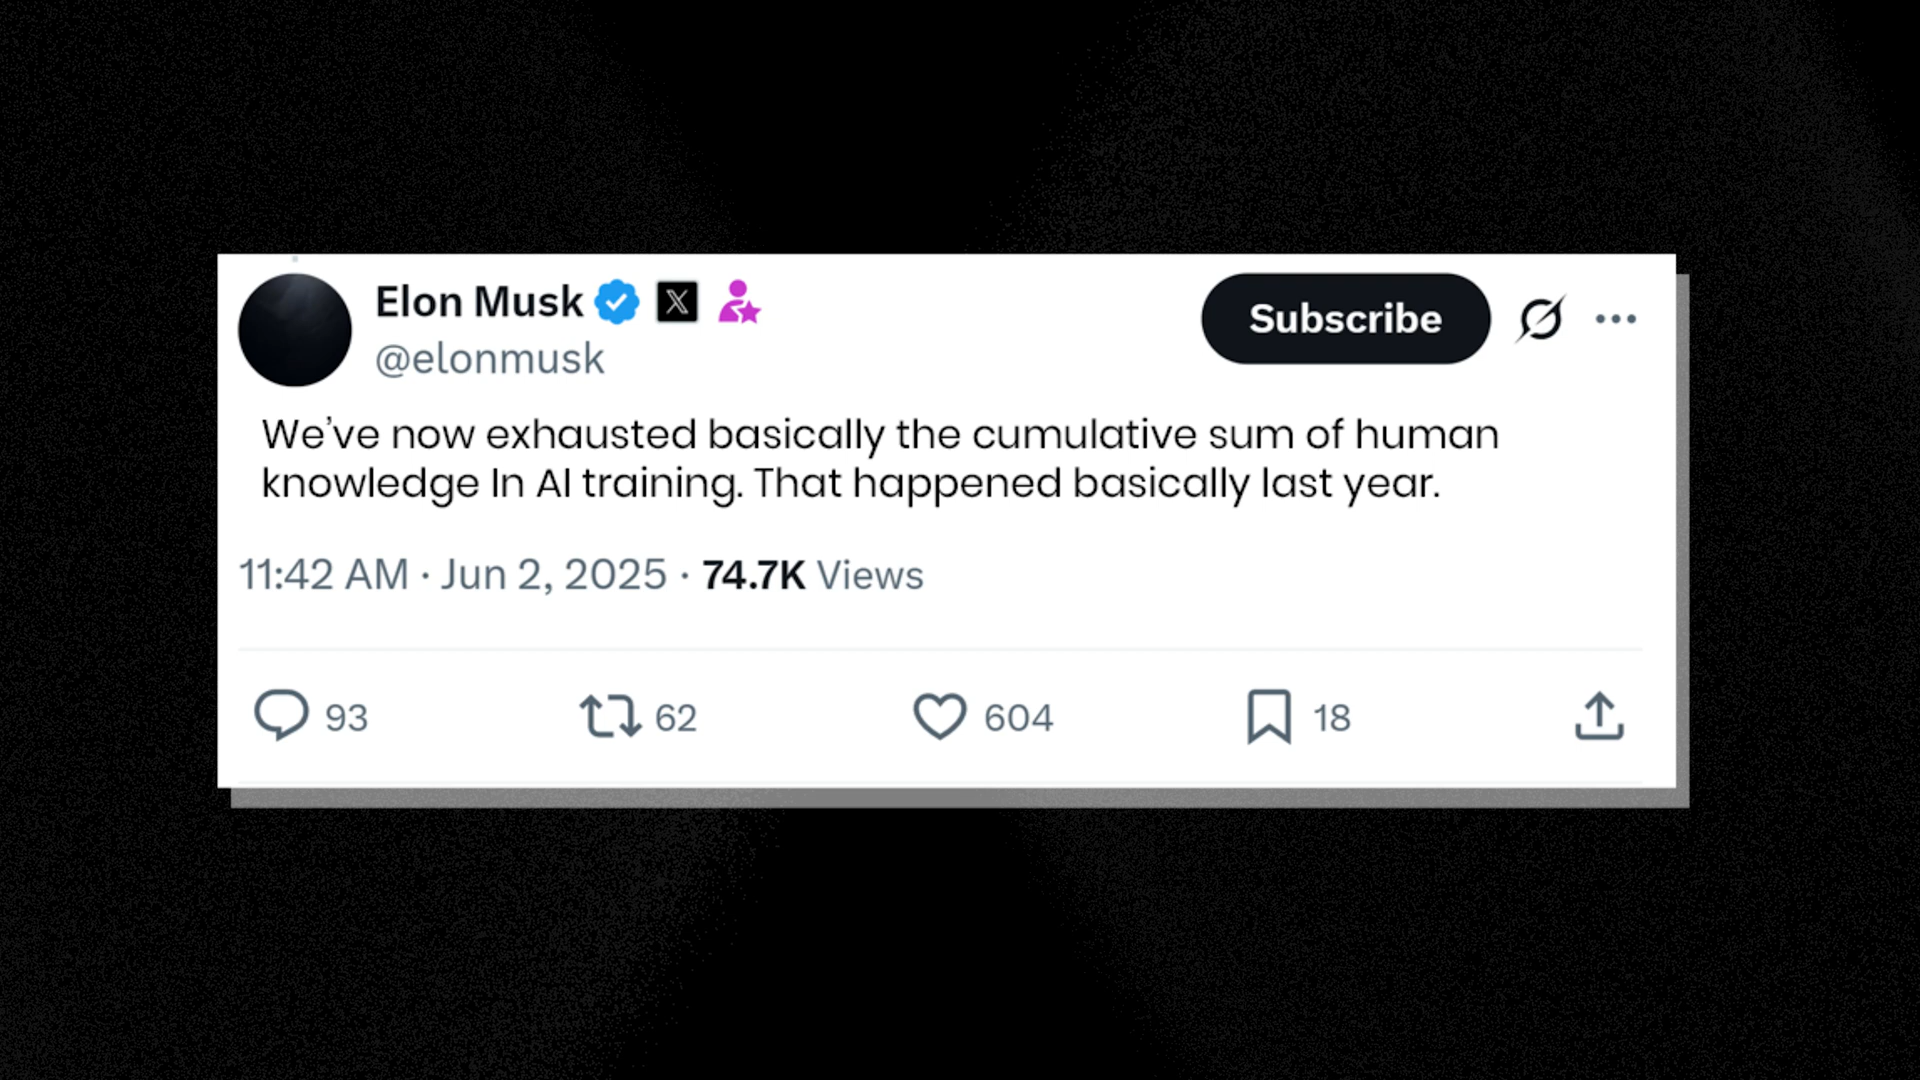 Elon Musk
Subscribe
@elonmusk
We've now exhausted basically the cumulative sum of human
knowledge In AI training. That happened basically last year.
11:42 AM · Jun 2, 2025 · 74.7K Views
93 62 604 18